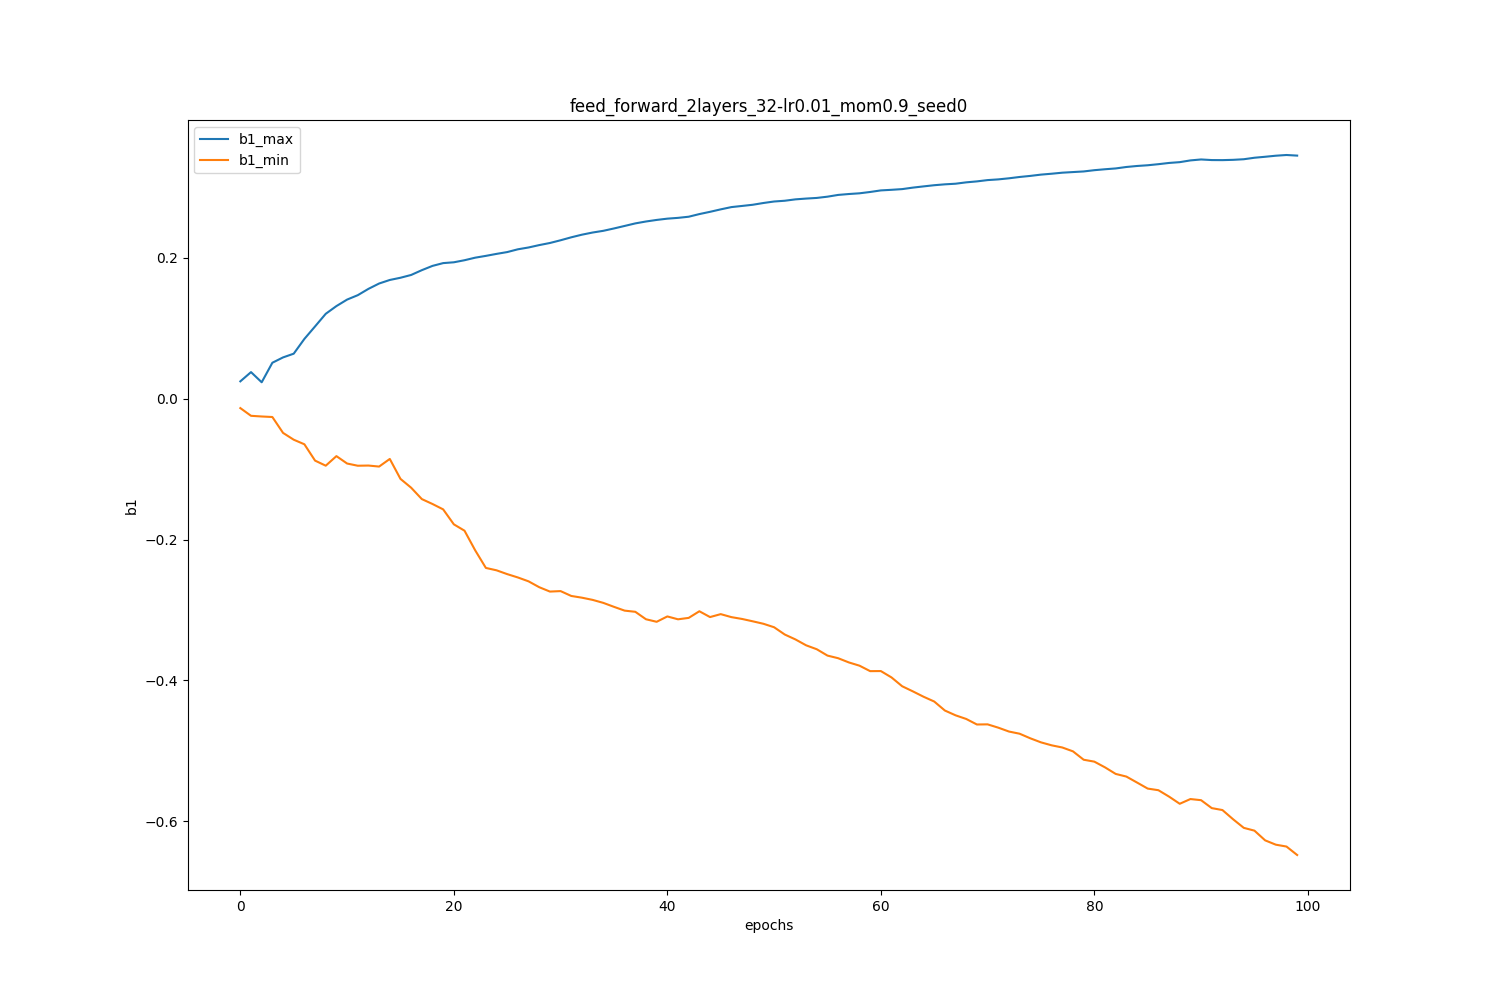 feed_forward_2layers_32-lr0.01_mom0.9_seed0
b1_max
b1_min
0.2
0.0
−0.2
−0.4
−0.6
b1
0 20 40 60 80 100
epochs